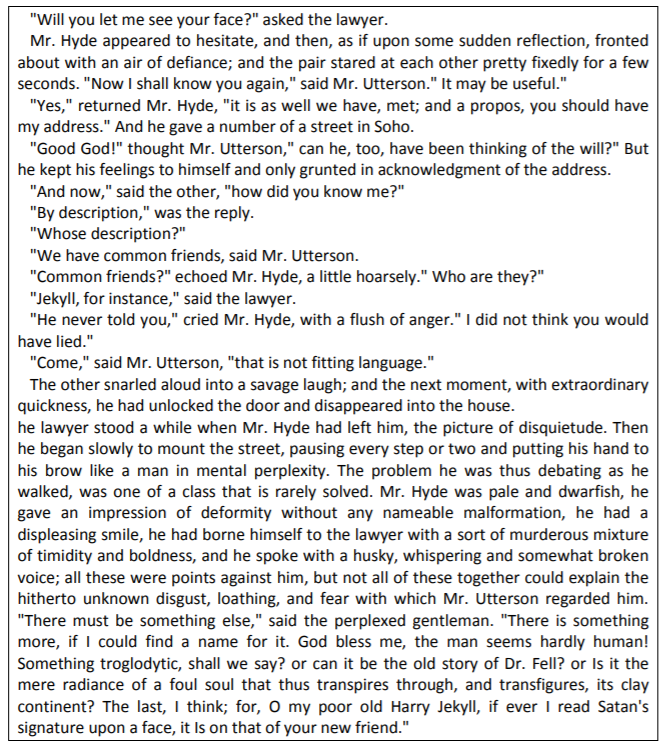 "Will you let me see your face?" asked the lawyer.
Mr. Hyde appeared to hesitate, and then, as if upon some sudden reflection, fronted
about with an air of defiance; and the pair stared at each other pretty fixedly for a few
seconds. "Now I shall know you again," said Mr. Utterson." It may be useful."
"Yes," returned Mr. Hyde, "it is as well we have, met; and a propos, you should have
my address." And he gave a number of a street in Soho.
"Good God!" thought Mr. Utterson," can he, too, have been thinking of the will?" But
he kept his feelings to himself and only grunted in acknowledgment of the address.
"And now," said the other, "how did you know me?"
"By description," was the reply.
"Whose description?"
"We have common friends, said Mr. Utterson.
"Common friends?" echoed Mr. Hyde, a little hoarsely." Who are they?"
"Jekyll, for instance," said the lawyer.
"He never told you," cried Mr. Hyde, with a flush of anger." I did not think you would
have lied."
"Come," said Mr. Utterson, "that is not fitting language."
The other snarled aloud into a savage laugh; and the next moment, with extraordinary
quickness, he had unlocked the door and disappeared into the house.
he lawyer stood a while when Mr. Hyde had left him, the picture of disquietude. Then
he began slowly to mount the street, pausing every step or two and putting his hand to
his brow like a man in mental perplexity. The problem he was thus debating as he
walked, was one of a class that is rarely solved. Mr. Hyde was pale and dwarfish, he
gave an impression of deformity without any nameable malformation, he had a
displeasing smile, he had borne himself to the lawyer with a sort of murderous mixture
of timidity and boldness, and he spoke with a husky, whispering and somewhat broken
voice; all these were points against him, but not all of these together could explain the
hitherto unknown disgust, loathing, and fear with which Mr. Utterson regarded him.
"There must be something else," said the perplexed gentleman. "There is something
more, if I could find a name for it. God bless me, the man seems hardly human!
Something troglodytic, shall we say? or can it be the old story of Dr. Fell? or Is it the
mere radiance of a foul soul that thus transpires through, and transfigures, its clay
continent? The last, I think; for, O my poor old Harry Jekyll, if ever I read Satan's
signature upon a face, it Is on that of your new friend."